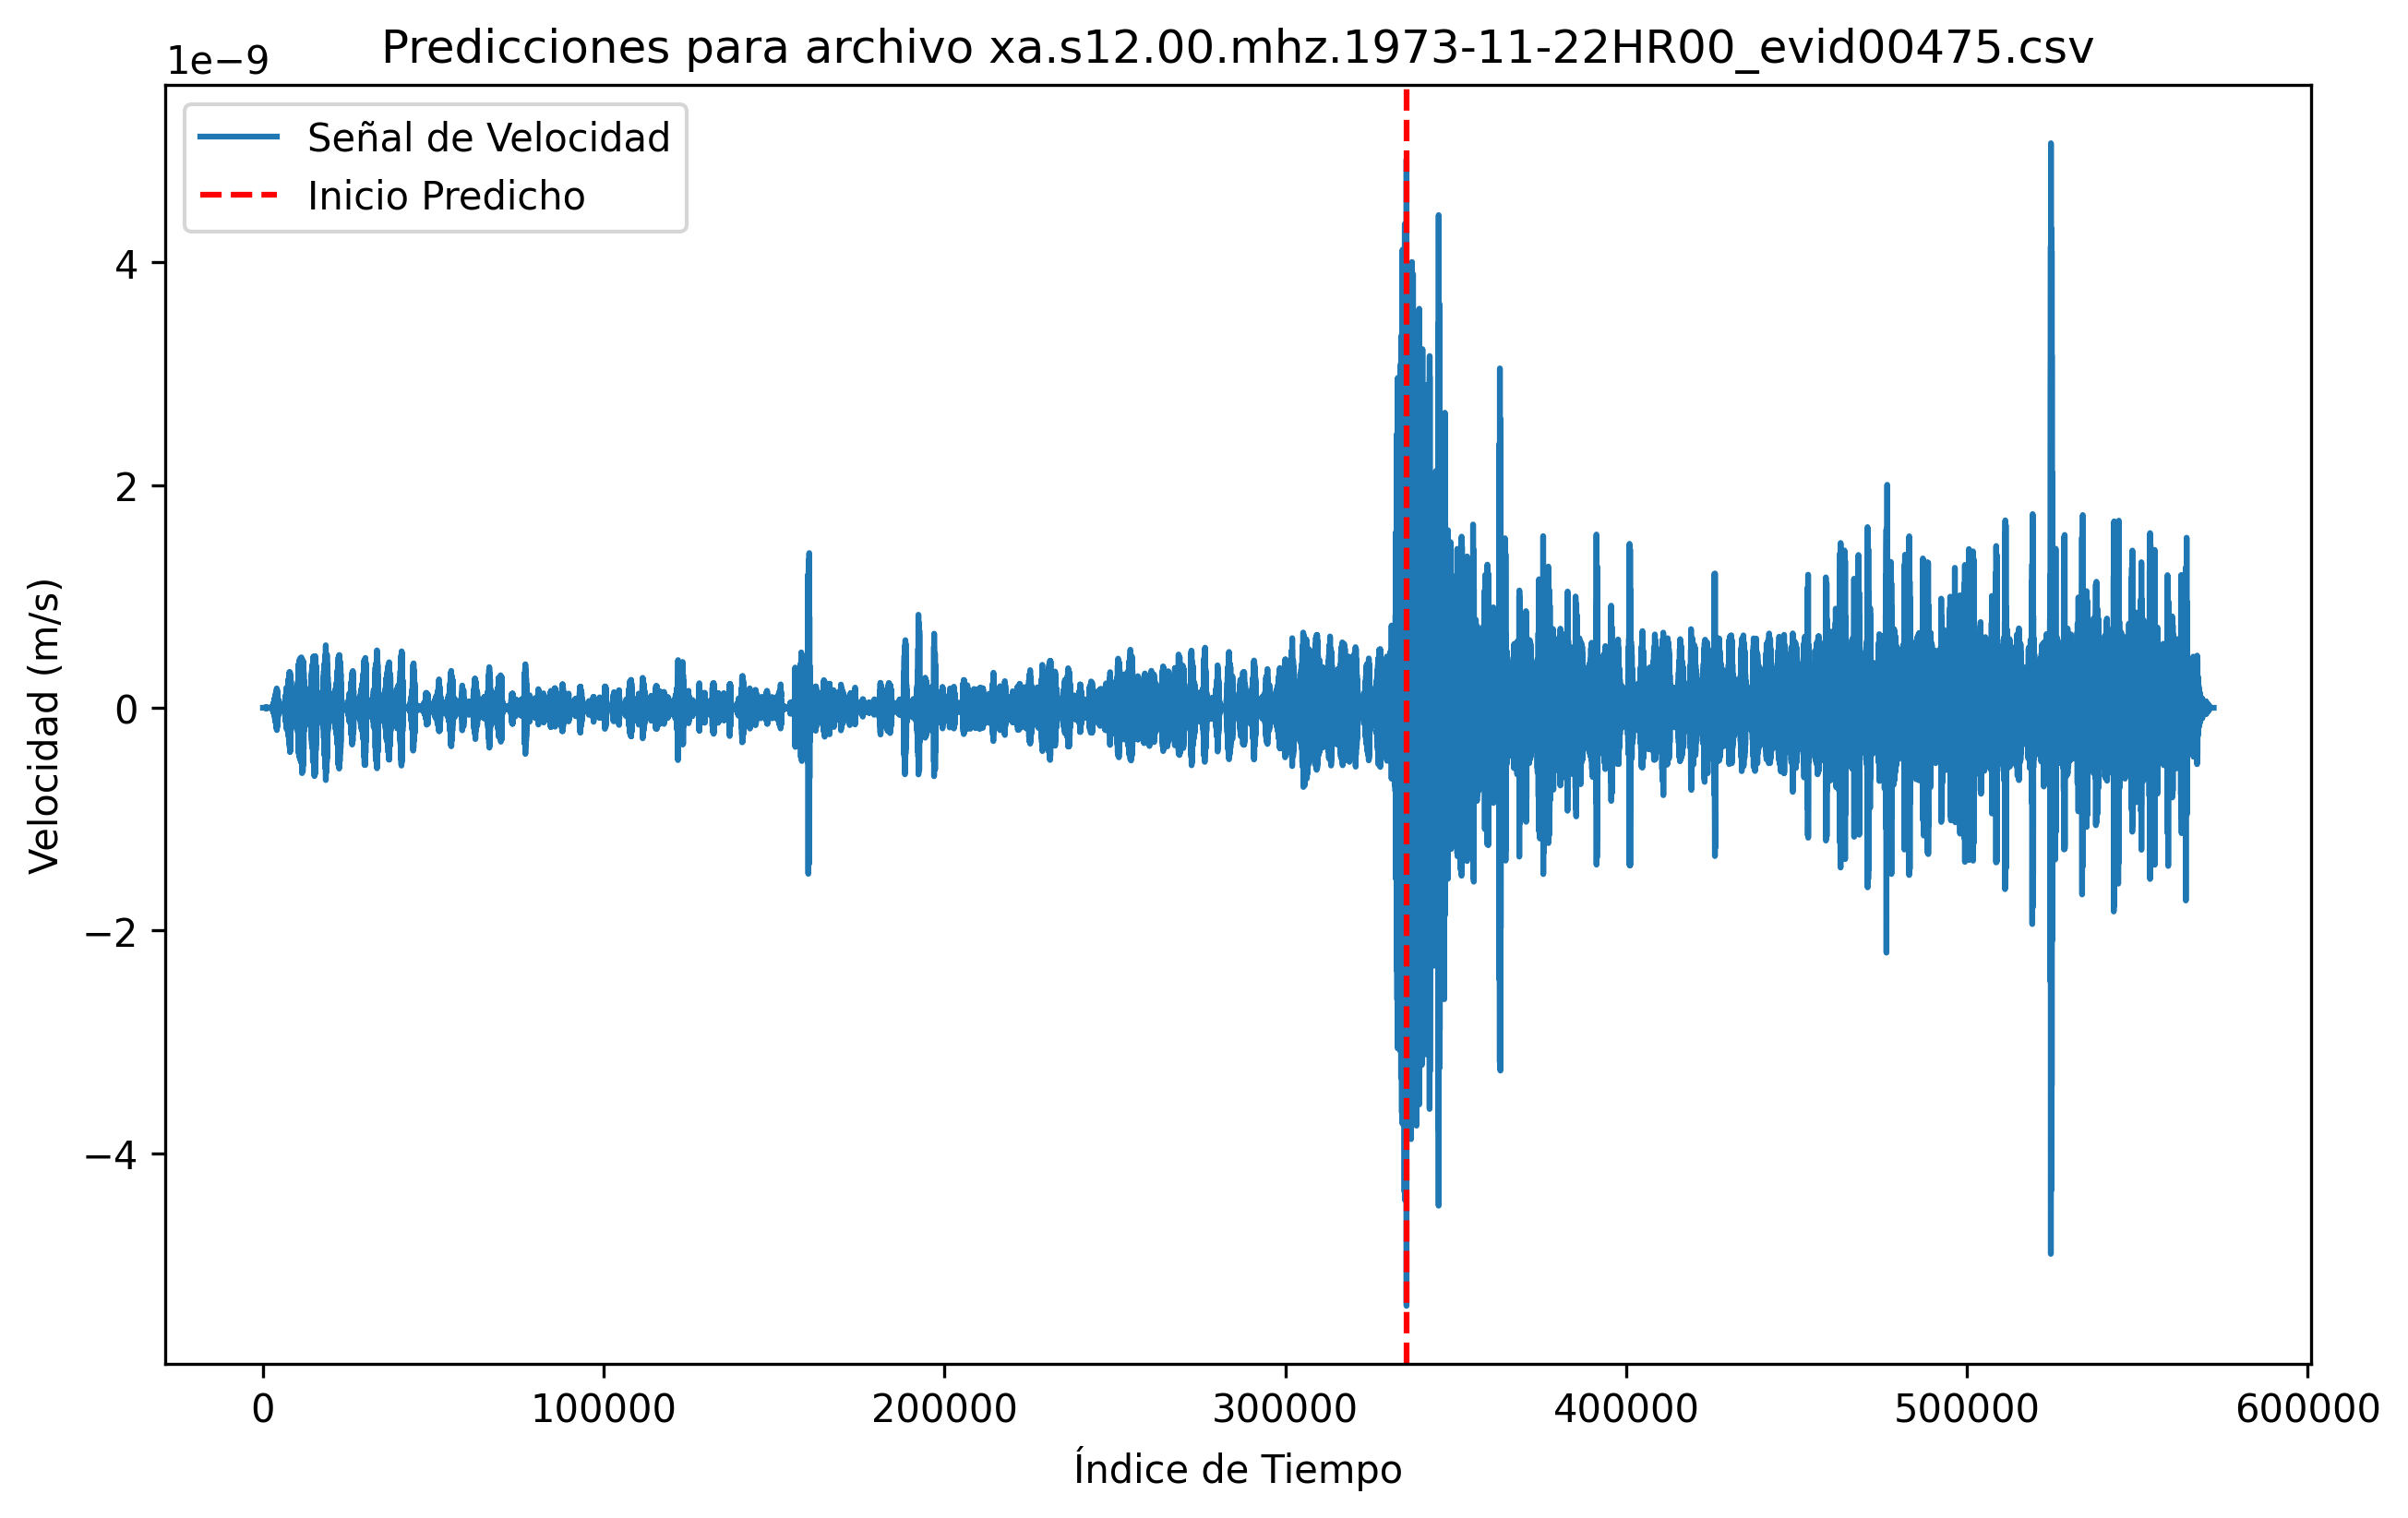 Predicciones para archivo xa.s12.00.mhz.1973-11-22HR00_evid00475.csv
1e−9
Señal de Velocidad
Inicio Predicho
4
2
0
−2
−4
Velocidad (m/s)
0 100000 200000 300000 400000 500000 600000
Índice de Tiempo